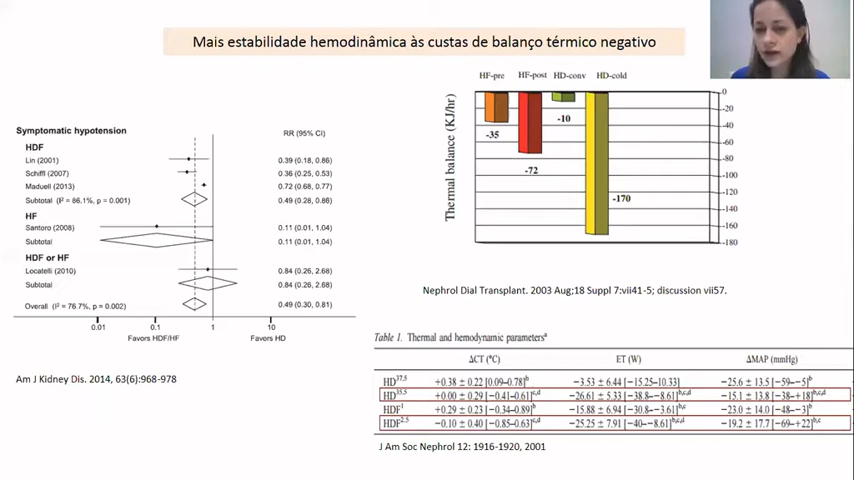 Mais estabilidade hemodinâmica às custas de balanço térmico negativo
Symptomatic hypotension
RR (95% CI)
HDF
Lin (2001) 0.39 (0.18, 0.86)
Schiffl (2007) 0.36 (0.25, 0.53)
Maduell (2013) 0.72 (0.68, 0.77)
Subtotal (I² = 86.1%, p = 0.001) 0.49 (0.28, 0.86)
HF
Santoro (2008) 0.11 (0.01, 1.04)
Subtotal 0.11 (0.01, 1.04)
HDF or HF
Locatelli (2010) 0.84 (0.26, 2.68)
Subtotal 0.84 (0.26, 2.68)
Overall (I² = 76.7%, p = 0.002) 0.49 (0.30, 0.81)
0.01 0.1 1 10
Favors HDF/HF Favors HD
Am J Kidney Dis. 2014, 63(6):968-978
HF-pre HF-post HD-conv HD-cold
Thermal balance (KJ/hr)
-35
-72
-10
-170
0
-20
-40
-60
-80
-100
-120
-140
-160
-180
Nephrol Dial Transplant. 2003 Aug;18 Suppl 7:vii41-5; discussion vii57.
Table 1. Thermal and hemodynamic parametersᵃ
ΔCT (°C) ET (W) ΔMAP (mmHg)
HD³⁷·⁵ +0.38 ± 0.22 [0.09–0.78]ᵇ −3.53 ± 6.44 [−15.25–10.33] −25.6 ± 13.5 [−59–−5]ᵇ
HD³⁵·⁵ +0.00 ± 0.29 [−0.41–0.61]ᶜ,ᵈ −26.61 ± 5.33 [−38.8–−8.61]ᵇ,ᶜ,ᵈ −15.1 ± 13.8 [−38–+18]ᵇ,ᶜ,ᵈ
HDF¹ +0.29 ± 0.23 [−0.34–0.89]ᵇ −15.88 ± 6.94 [−30.8–−3.61]ᵇ,ᶜ −23.0 ± 14.0 [−48–−3]ᵇ
HDF²·⁵ −0.10 ± 0.40 [−0.85–0.63]ᶜ,ᵈ −25.25 ± 7.91 [−40–−8.61]ᵇ,ᶜ,ᵈ −19.2 ± 17.7 [−69–+22]ᵇ,ᶜ
J Am Soc Nephrol 12: 1916-1920, 2001